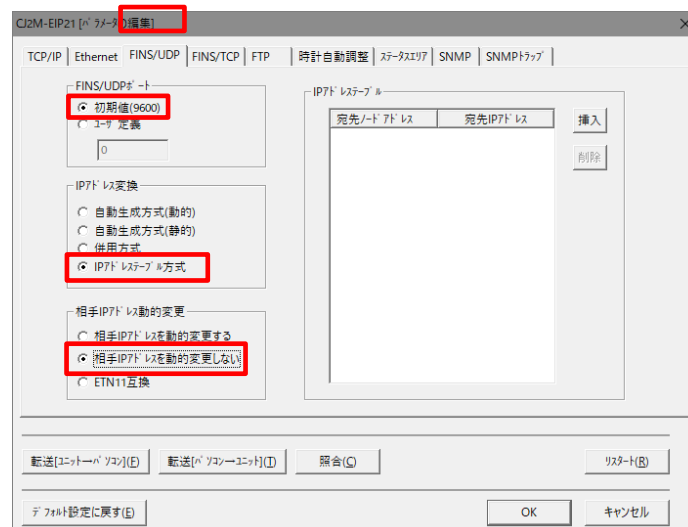 CJ2M-EIP21 [ﾊﾟﾗﾒｰﾀの編集]
TCP/IP Ethernet FINS/UDP FINS/TCP FTP 時計自動調整 ｽﾃｰﾀｽｴﾘｱ SNMP SNMPﾄﾗｯﾌﾟ
FINS/UDPﾎﾟｰﾄ
初期値(9600)
ﾕｰｻﾞ定義
0
IPｱﾄﾞﾚｽ変換
自動生成方式(動的)
自動生成方式(静的)
併用方式
IPｱﾄﾞﾚｽﾃｰﾌﾞﾙ方式
相手IPｱﾄﾞﾚｽ動的変更
相手IPｱﾄﾞﾚｽを動的変更する
相手IPｱﾄﾞﾚｽを動的変更しない
ETN11互換
IPｱﾄﾞﾚｽﾃｰﾌﾞﾙ
宛先ﾉｰﾄﾞｱﾄﾞﾚｽ 宛先IPｱﾄﾞﾚｽ
挿入
削除
転送[ﾕﾆｯﾄ→ﾊﾟｿｺﾝ](F) 転送[ﾊﾟｿｺﾝ→ﾕﾆｯﾄ](T) 照合(C) ﾘｽﾀｰﾄ(R)
ﾃﾞﾌｫﾙﾄ設定に戻す(E) OK キャンセル